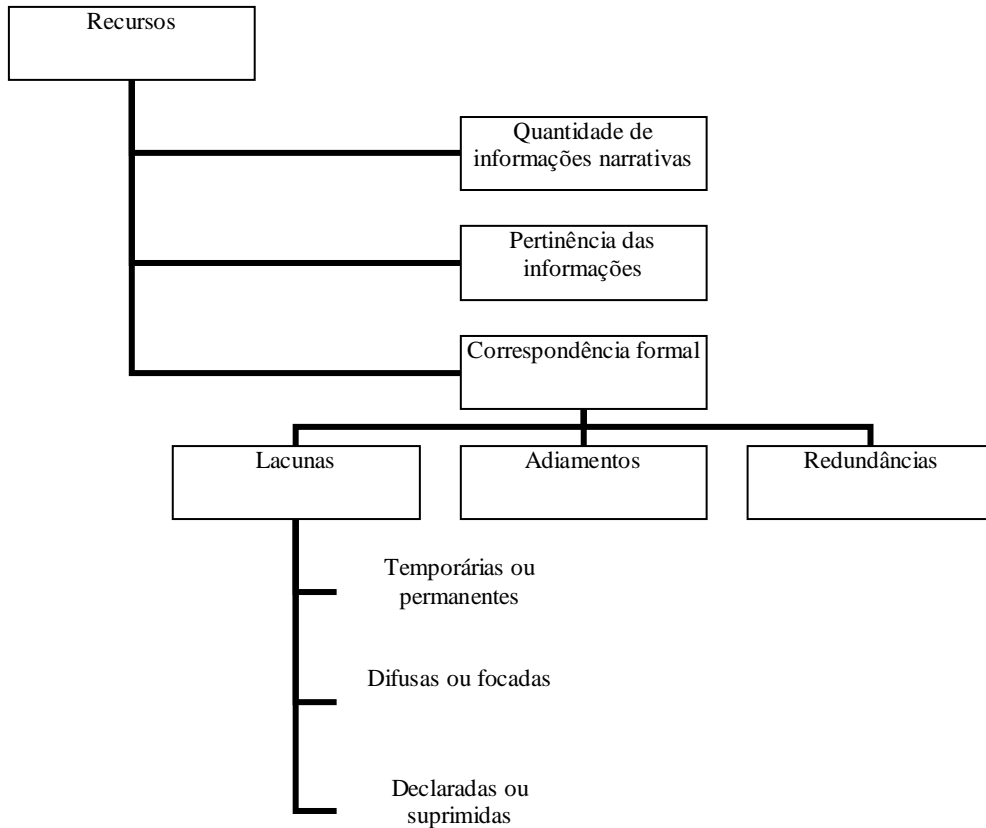 Recursos
Quantidade de
informações narrativas
Pertinência das
informações
Correspondência formal
Lacunas
Adiamentos
Redundâncias
Temporárias ou
permanentes
Difusas ou focadas
Declaradas ou
suprimidas